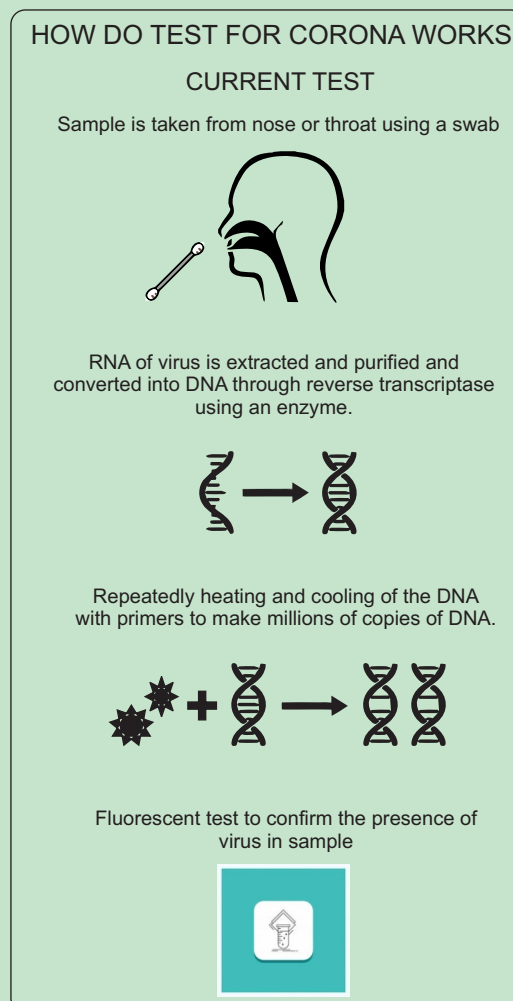 HOW DO TEST FOR CORONA WORKS
CURRENT TEST
Sample is taken from nose or throat using a swab
RNA of virus is extracted and purified and
converted into DNA through reverse transcriptase
using an enzyme.
Repeatedly heating and cooling of the DNA
with primers to make millions of copies of DNA.
Fluorescent test to confirm the presence of
virus in sample